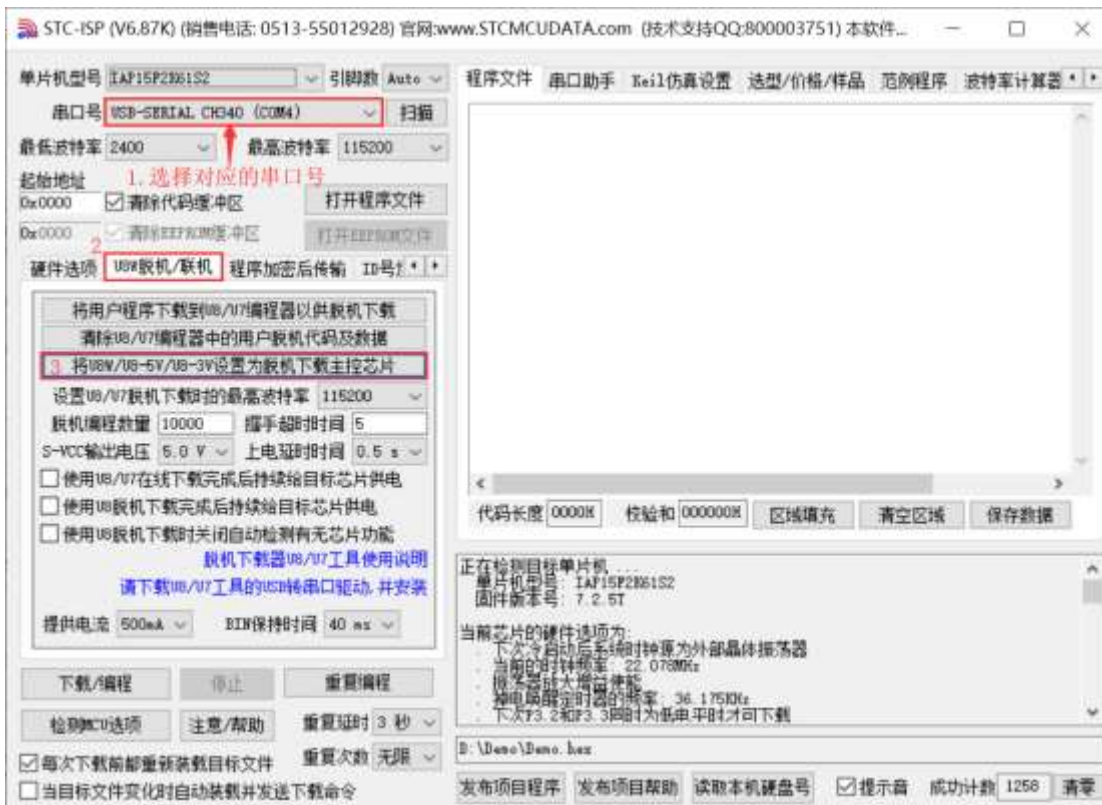 STC-ISP (V6.87K) (销售电话: 0513-55012928) 官网:www.STCMCUDATA.com (技术支持QQ:800003751) 本软件...
单片机型号 IAP15F2K61S2 引脚数 Auto
串口号 USB-SERIAL CH340 (COM4) 扫描
最低波特率 2400 最高波特率 115200
1.选择对应的串口号
起始地址
0x0000 清除代码缓冲区 打开程序文件
0x0000 清除EEPROM缓冲区 打开EEPROM文件
2
硬件选项 U8W脱机/联机 程序加密后传输 ID号
将用户程序下载到U8/U7编程器以供脱机下载
清除U8/U7编程器中的用户脱机代码及数据
3 将U8W/U8-5V/U8-3V设置为脱机下载主控芯片
设置U8/U7脱机下载时的最高波特率 115200
脱机编程数量 10000 握手超时时间 5
S-VCC输出电压 5.0 V 上电延时时间 0.5 s
使用U8/U7在线下载完成后持续给目标芯片供电
使用U8脱机下载完成后持续给目标芯片供电
使用U8脱机下载时关闭自动检测有无芯片功能
脱机下载器U8/U7工具使用说明
请下载U8/U7工具的USB转串口驱动,并安装
提供电流 500mA BIN保持时间 40 ms
下载/编程 停止 重复编程
检测MCU选项 注意/帮助 重复延时 3 秒
重复次数 无限
每次下载前都重新装载目标文件
当目标文件变化时自动装载并发送下载命令
程序文件 串口助手 Keil仿真设置 选型/价格/样品 范例程序 波特率计算器
代码长度 0000H 校验和 000000H 区域填充 清空区域 保存数据
正在检测目标单片机 ...
单片机型号: IAP15F2K61S2
固件版本号: 7.2.5T
当前芯片的硬件选项为:
. 下次冷启动后系统时钟源为外部晶体振荡器
. 当前的时钟频率: 22.078MHz
. 振荡器放大增益使能
. 掉电唤醒定时器的频率: 36.175KHz
. 下次P3.2和P3.3同时为低电平时才可下载
D:\Demo\Demo.hex
发布项目程序 发布项目帮助 读取本机硬盘号 提示音 成功计数 1258 清零